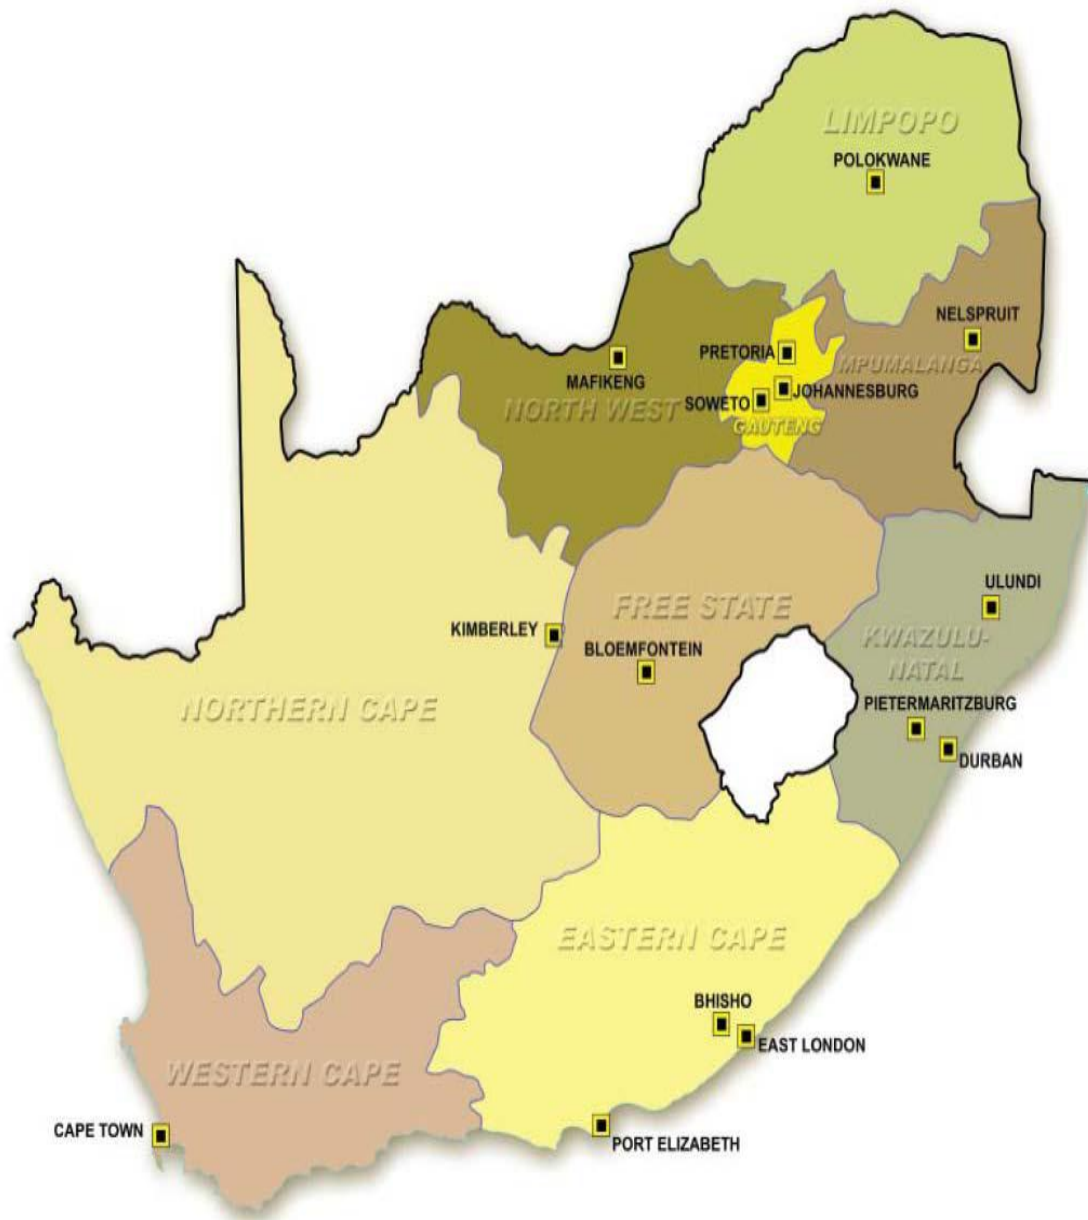 LIMPOPO
POLOKWANE
NELSPRUIT
PRETORIA
MPUMALANGA
MAFIKENG
JOHANNESBURG
SOWETO
NORTH WEST
GAUTENG
ULUNDI
FREE STATE
KIMBERLEY
KWAZULU-
NATAL
BLOEMFONTEIN
NORTHERN CAPE
PIETERMARITZBURG
DURBAN
EASTERN CAPE
BHISHO
EAST LONDON
WESTERN CAPE
CAPE TOWN
PORT ELIZABETH